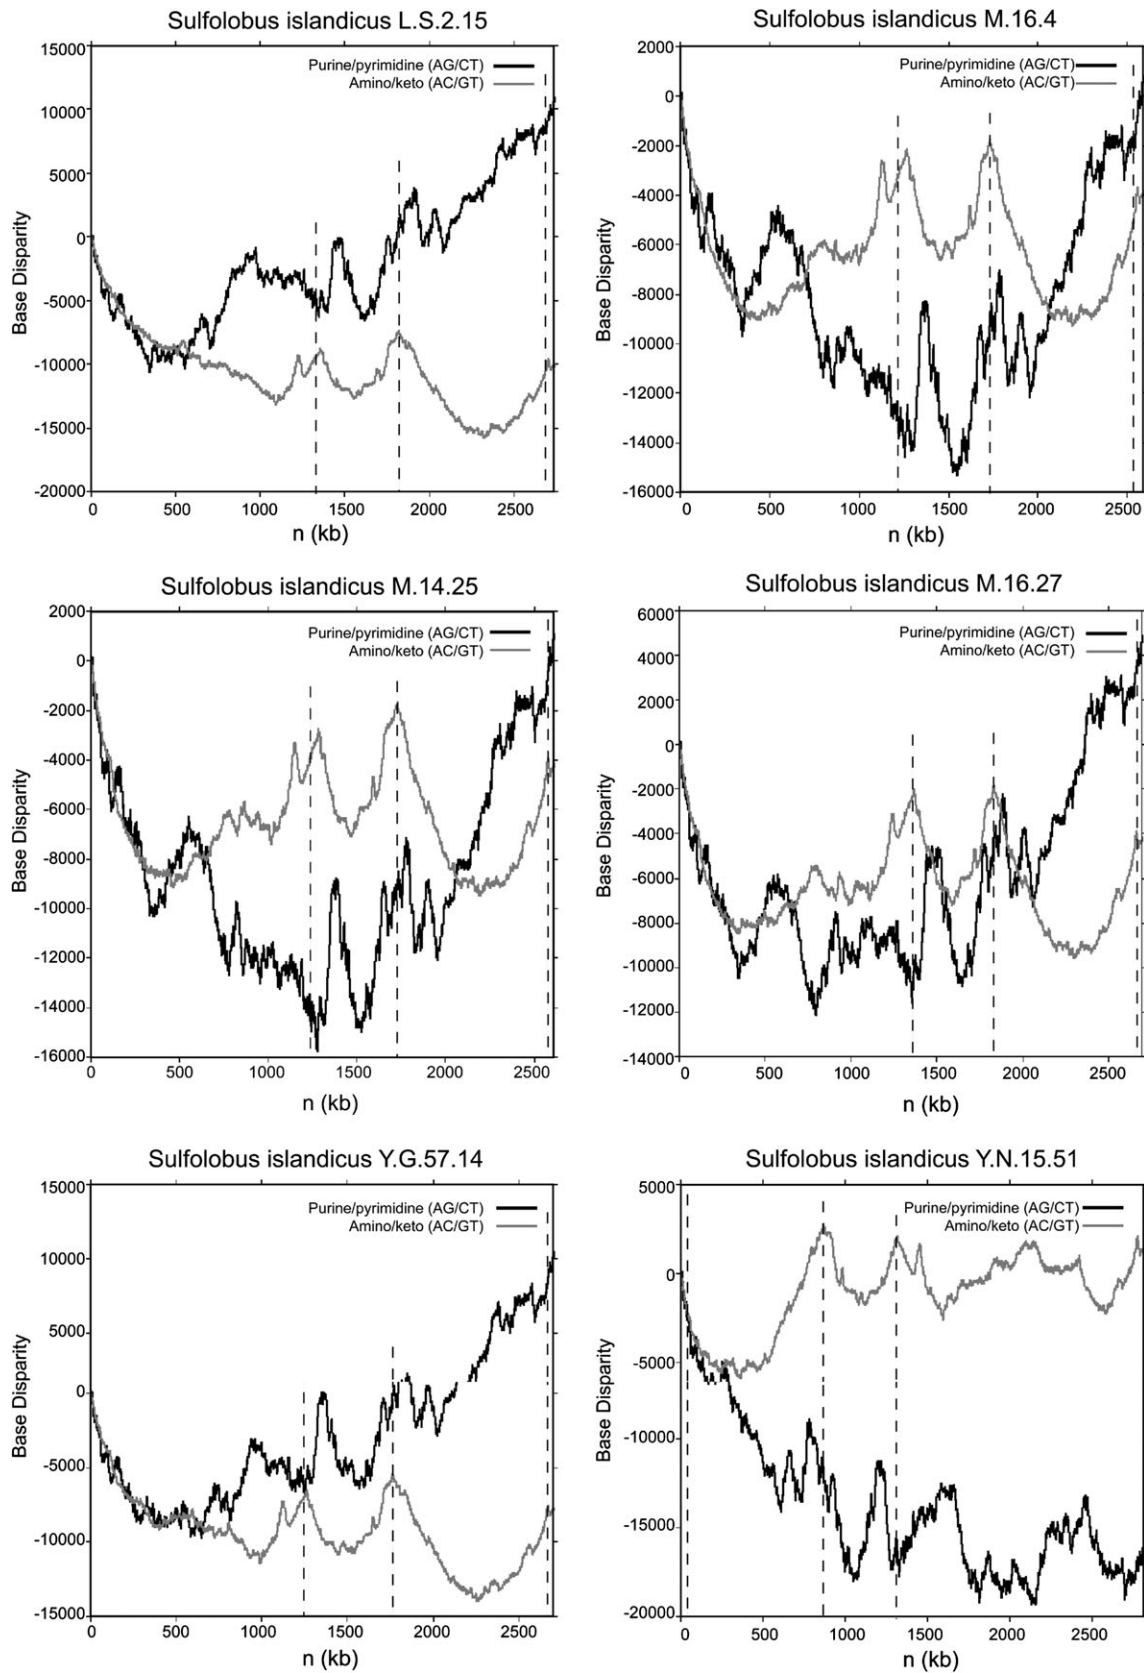 Sulfolobus islandicus L.S.2.15
Purine/pyrimidine (AG/CT)
Amino/keto (AC/GT)
Base Disparity
15000
10000
5000
0
-5000
-10000
-15000
-20000
0 500 1000 1500 2000 2500
n (kb)
Sulfolobus islandicus M.16.4
Purine/pyrimidine (AG/CT)
Amino/keto (AC/GT)
Base Disparity
2000
0
-2000
-4000
-6000
-8000
-10000
-12000
-14000
-16000
0 500 1000 1500 2000 2500
n (kb)
Sulfolobus islandicus M.14.25
Purine/pyrimidine (AG/CT)
Amino/keto (AC/GT)
Base Disparity
2000
0
-2000
-4000
-6000
-8000
-10000
-12000
-14000
-16000
0 500 1000 1500 2000 2500
n (kb)
Sulfolobus islandicus M.16.27
Purine/pyrimidine (AG/CT)
Amino/keto (AC/GT)
Base Disparity
6000
4000
2000
0
-2000
-4000
-6000
-8000
-10000
-12000
-14000
0 500 1000 1500 2000 2500
n (kb)
Sulfolobus islandicus Y.G.57.14
Purine/pyrimidine (AG/CT)
Amino/keto (AC/GT)
Base Disparity
15000
10000
5000
0
-5000
-10000
-15000
0 500 1000 1500 2000 2500
n (kb)
Sulfolobus islandicus Y.N.15.51
Purine/pyrimidine (AG/CT)
Amino/keto (AC/GT)
Base Disparity
5000
0
-5000
-10000
-15000
-20000
0 500 1000 1500 2000 2500
n (kb)